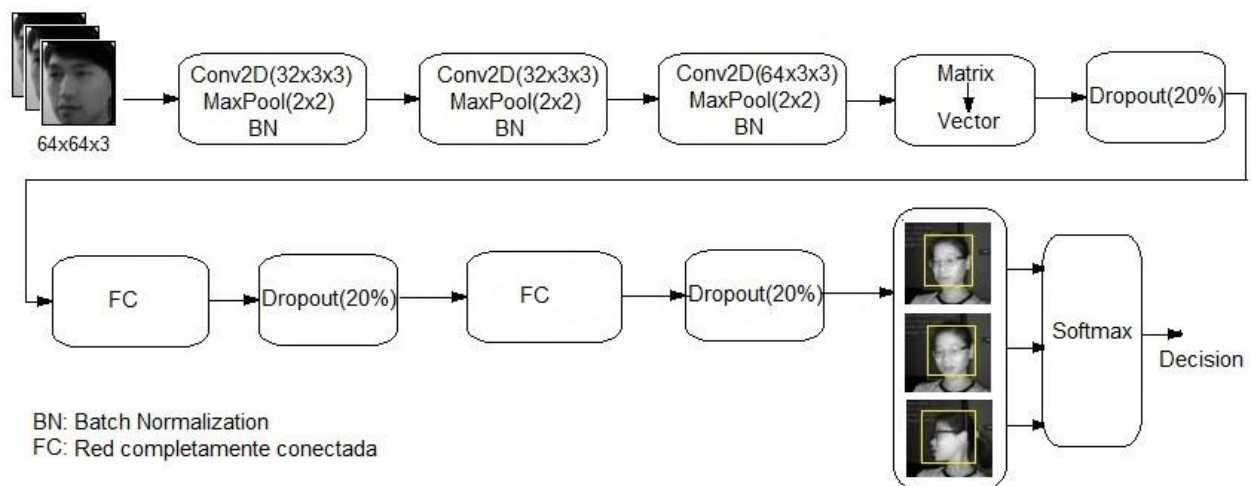 64x64x3
Conv2D(32x3x3)
MaxPool(2x2)
BN
Conv2D(32x3x3)
MaxPool(2x2)
BN
Conv2D(64x3x3)
MaxPool(2x2)
BN
Matrix
Vector
Dropout(20%)
FC
Dropout(20%)
FC
Dropout(20%)
Softmax
Decision
BN: Batch Normalization
FC: Red completamente conectada